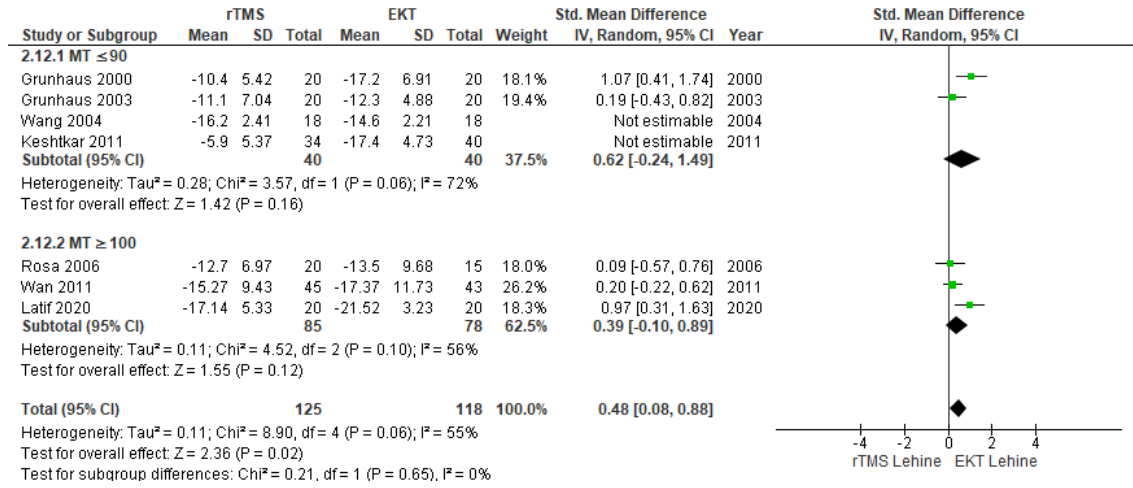 rTMS EKT Std. Mean Difference Std. Mean Difference
Study or Subgroup Mean SD Total Mean SD Total Weight IV, Random, 95% CI Year IV, Random, 95% CI
2.12.1 MT ≤90
Grunhaus 2000 -10.4 5.42 20 -17.2 6.91 20 18.1% 1.07 [0.41, 1.74] 2000
Grunhaus 2003 -11.1 7.04 20 -12.3 4.88 20 19.4% 0.19 [-0.43, 0.82] 2003
Wang 2004 -16.2 2.41 18 -14.6 2.21 18 Not estimable 2004
Keshtkar 2011 -5.9 5.37 34 -17.4 4.73 40 Not estimable 2011
Subtotal (95% CI) 40 40 37.5% 0.62 [-0.24, 1.49]
Heterogeneity: Tau² = 0.28; Chi² = 3.57, df = 1 (P = 0.06); I² = 72%
Test for overall effect: Z = 1.42 (P = 0.16)
2.12.2 MT ≥ 100
Rosa 2006 -12.7 6.97 20 -13.5 9.68 15 18.0% 0.09 [-0.57, 0.76] 2006
Wan 2011 -15.27 9.43 45 -17.37 11.73 43 26.2% 0.20 [-0.22, 0.62] 2011
Latif 2020 -17.14 5.33 20 -21.52 3.23 20 18.3% 0.97 [0.31, 1.63] 2020
Subtotal (95% CI) 85 78 62.5% 0.39 [-0.10, 0.89]
Heterogeneity: Tau² = 0.11; Chi² = 4.52, df = 2 (P = 0.10); I² = 56%
Test for overall effect: Z = 1.55 (P = 0.12)
Total (95% CI) 125 118 100.0% 0.48 [0.08, 0.88]
Heterogeneity: Tau² = 0.11; Chi² = 8.90, df = 4 (P = 0.06); I² = 55%
Test for overall effect: Z = 2.36 (P = 0.02)
Test for subgroup differences: Chi² = 0.21, df = 1 (P = 0.65), I² = 0%
-4 -2 0 2 4
rTMS Lehine EKT Lehine